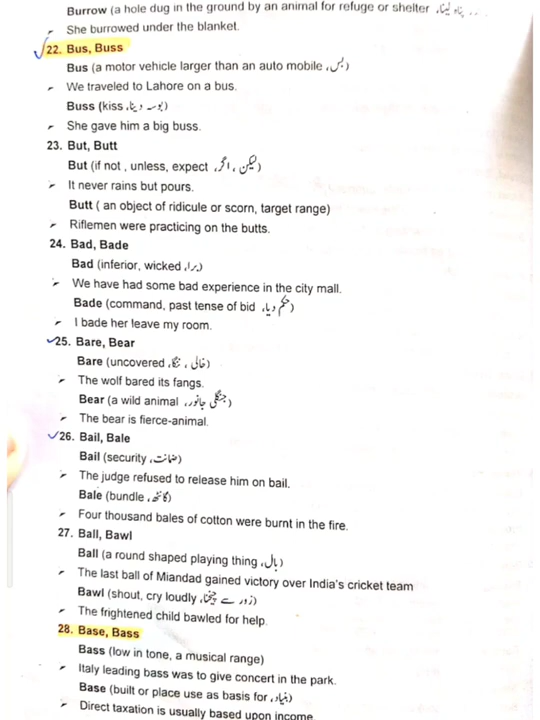 Burrow (a hole dug in the ground by an animal for refuge or shelter ، پناہ لینا
She burrowed under the blanket.
22. Bus, Buss
Bus (a motor vehicle larger than an auto mobile ،بس)
We traveled to Lahore on a bus.
Buss (kiss ،بوسہ دینا)
She gave him a big buss.
23. But, Butt
But (if not , unless, expect ،لیکن ، اگر)
It never rains but pours.
Butt ( an object of ridicule or scorn, target range)
Riflemen were practicing on the butts.
24. Bad, Bade
Bad (inferior, wicked ،برا)
We have had some bad experience in the city mall.
Bade (command, past tense of bid ،حکم دیا)
I bade her leave my room.
25. Bare, Bear
Bare (uncovered ،خالی ، ننگا)
The wolf bared its fangs.
Bear (a wild animal ،جنگلی جانور)
The bear is fierce-animal.
26. Bail, Bale
Bail (security ،ضمانت)
The judge refused to release him on bail.
Bale (bundle ،گانٹھ)
Four thousand bales of cotton were burnt in the fire.
27. Ball, Bawl
Ball (a round shaped playing thing ،بال)
The last ball of Miandad gained victory over India's cricket team
Bawl (shout, cry loudly ،زور سے چیخنا)
The frightened child bawled for help.
28. Base, Bass
Bass (low in tone, a musical range)
Italy leading bass was to give concert in the park.
Base (built or place use as basis for ،بنیاد)
Direct taxation is usually based upon income.